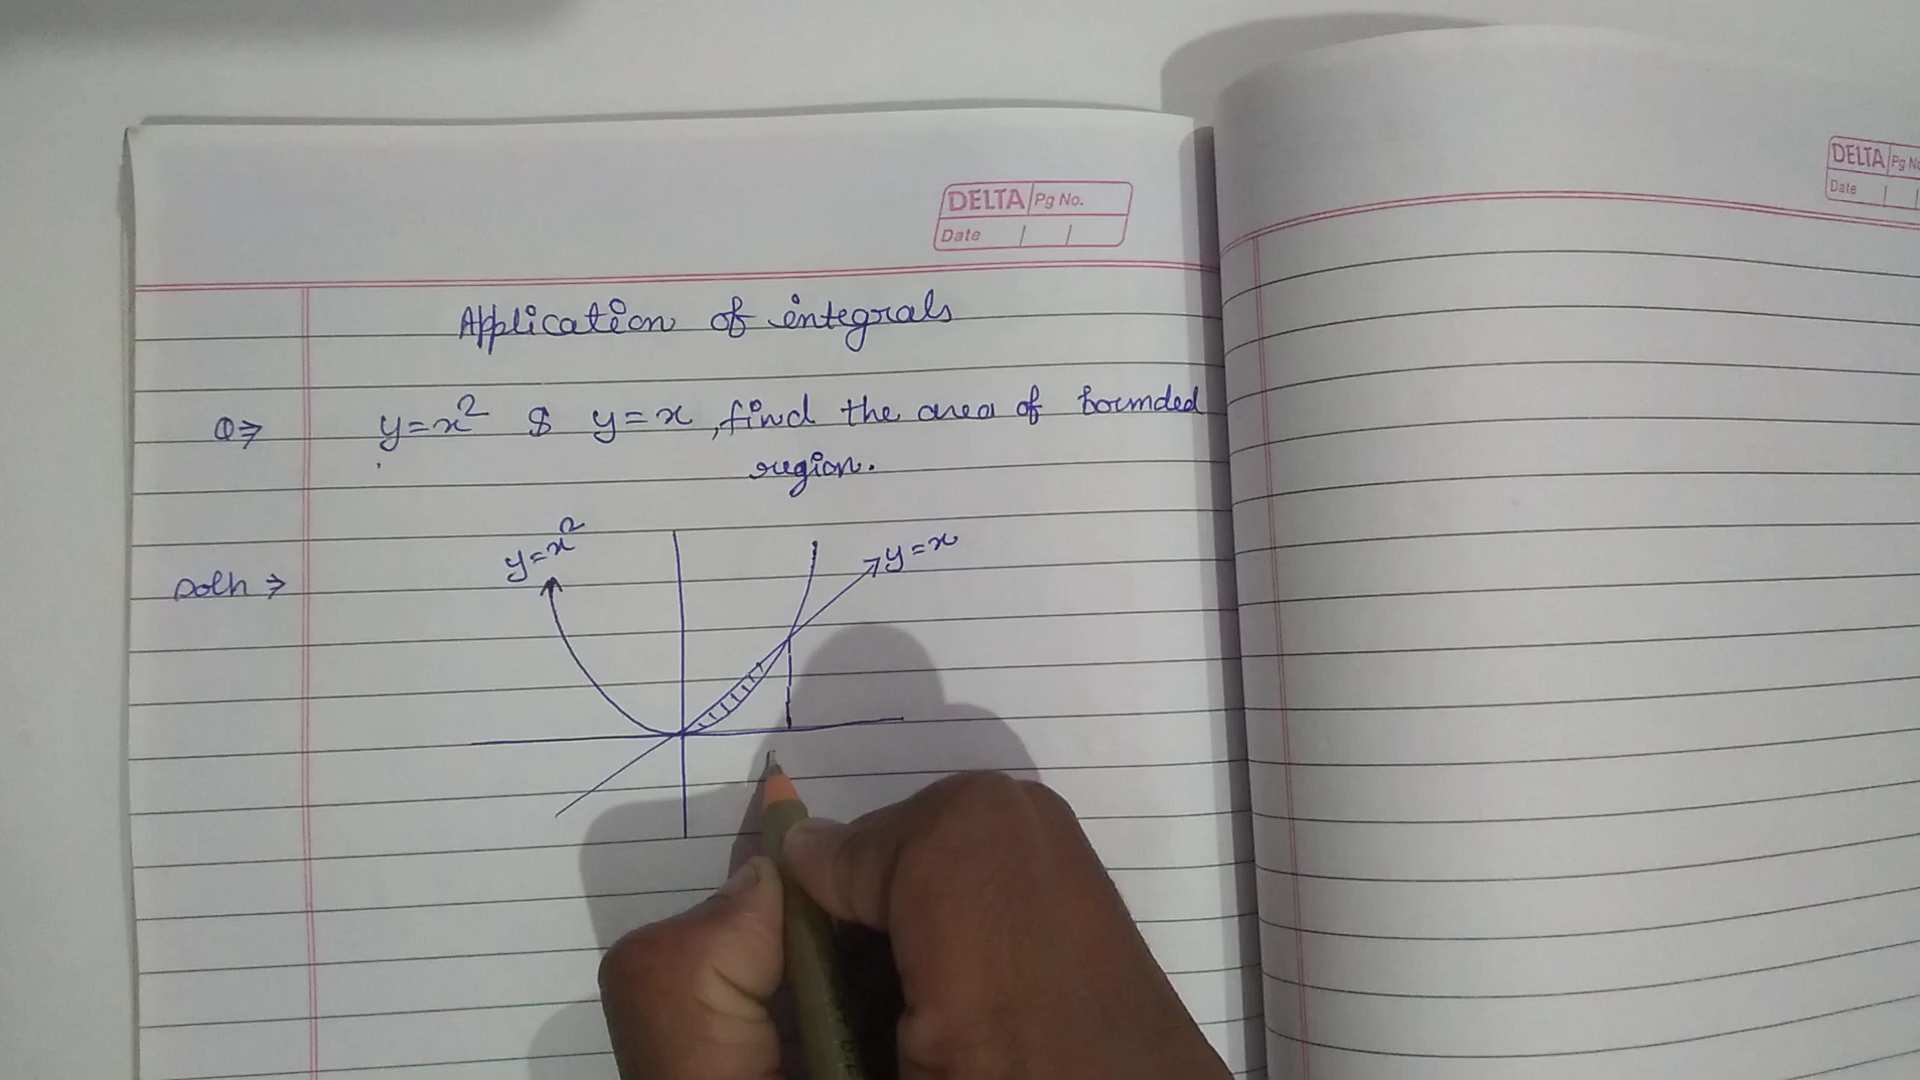 DELTA Pg No.
Date
DELTA Pg No
Date
Application of integrals
Q⇒ y=x² & y=x, find the area of bounded
region.
Soln ⇒
y=x²
y=x